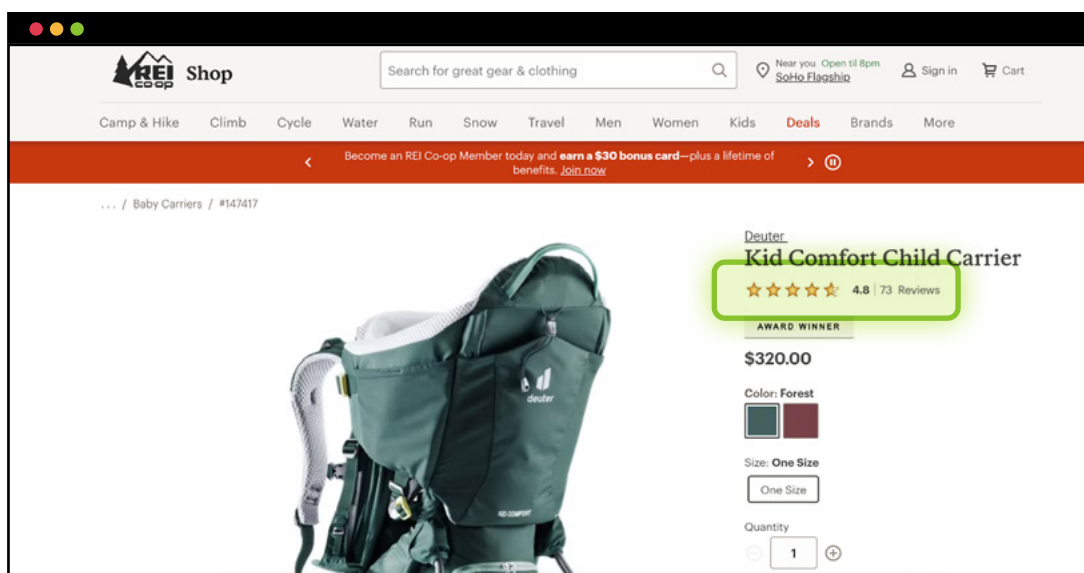 REI
CO·OP
Shop
Search for great gear & clothing
Near you Open til 8pm
SoHo Flagship
Sign in
Cart
Camp & Hike Climb Cycle Water Run Snow Travel Men Women Kids Deals Brands More
Become an REI Co-op Member today and earn a $30 bonus card—plus a lifetime of
benefits. Join now
... / Baby Carriers / #147417
Deuter
Kid Comfort Child Carrier
4.8 | 73 Reviews
AWARD WINNER
$320.00
Color: Forest
Size: One Size
One Size
Quantity
1
deuter
KID COMFORT